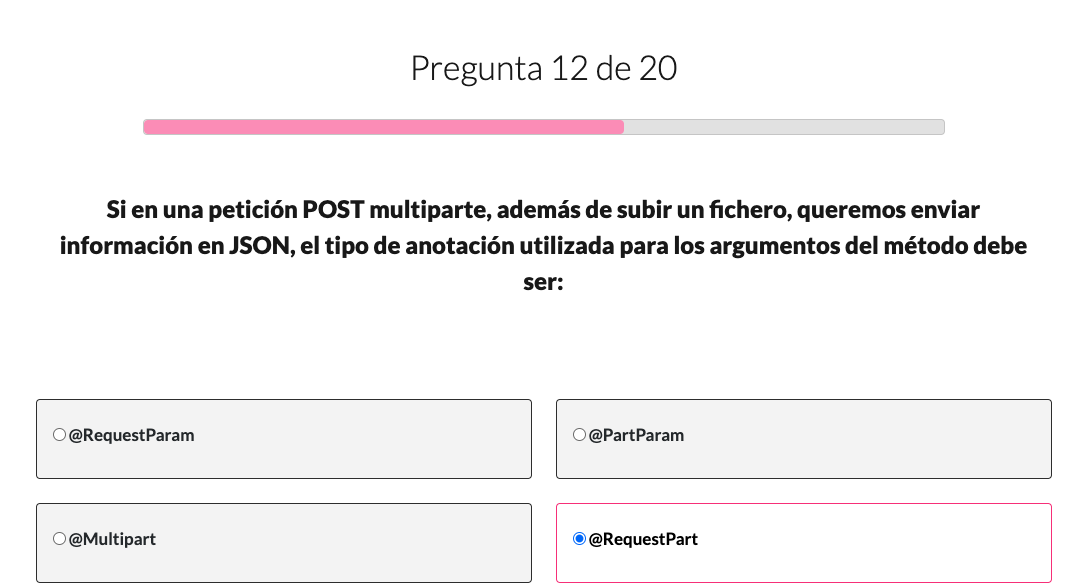 Pregunta 12 de 20
Si en una petición POST multiparte, además de subir un fichero, queremos enviar
información en JSON, el tipo de anotación utilizada para los argumentos del método debe
ser:
@RequestParam
@PartParam
@Multipart
@RequestPart